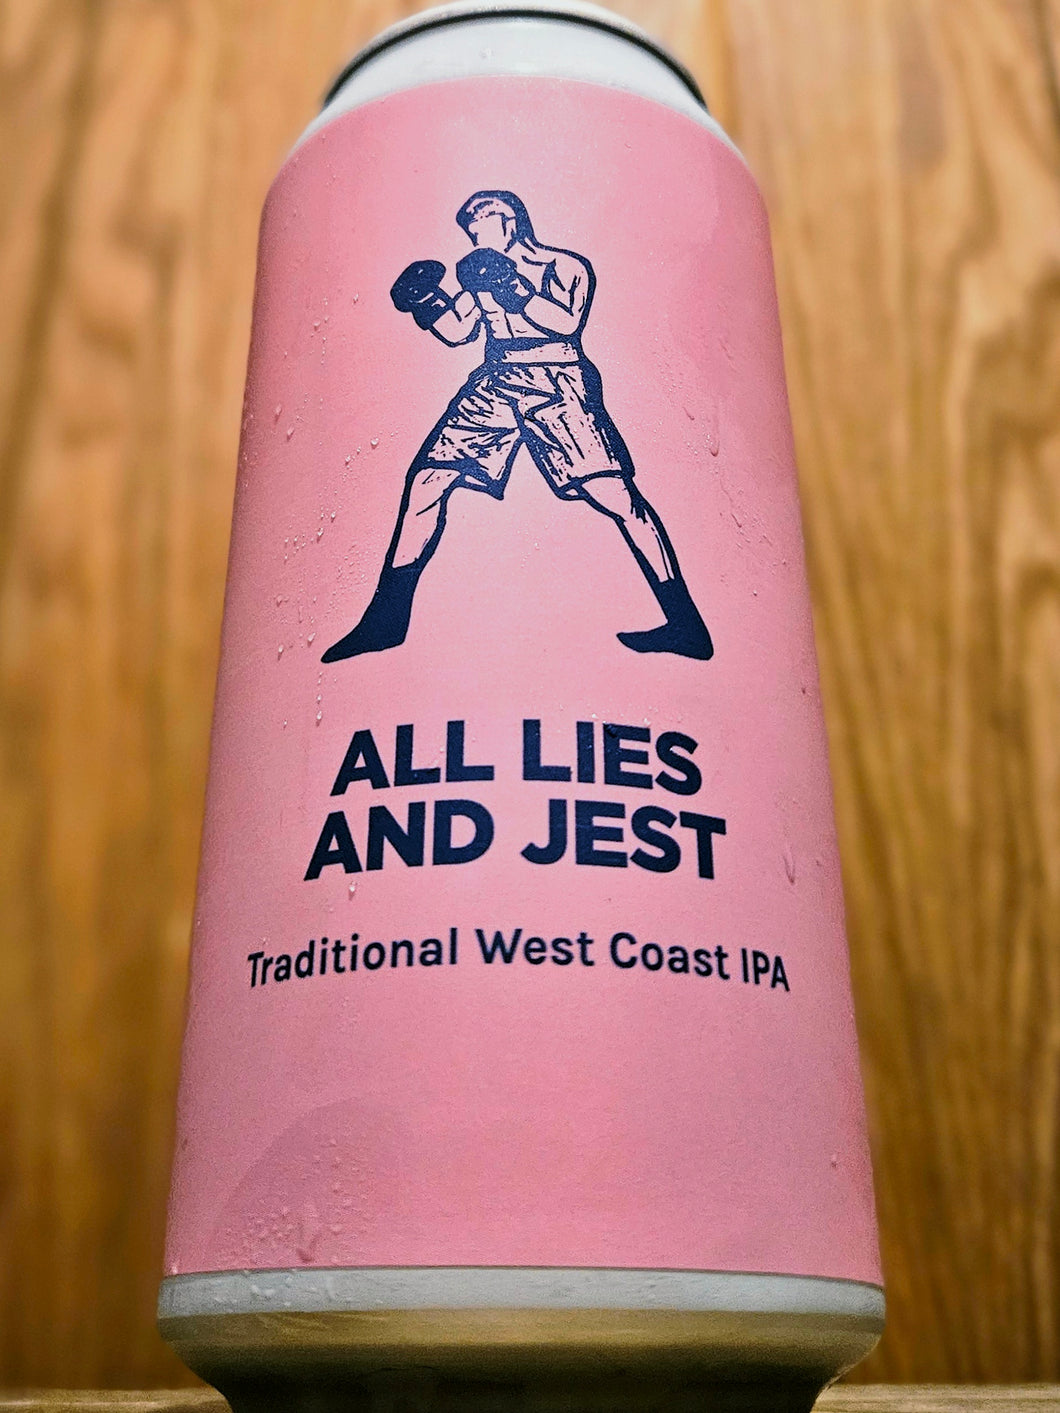 ALL LIES
AND JEST
Traditional West Coast IPA